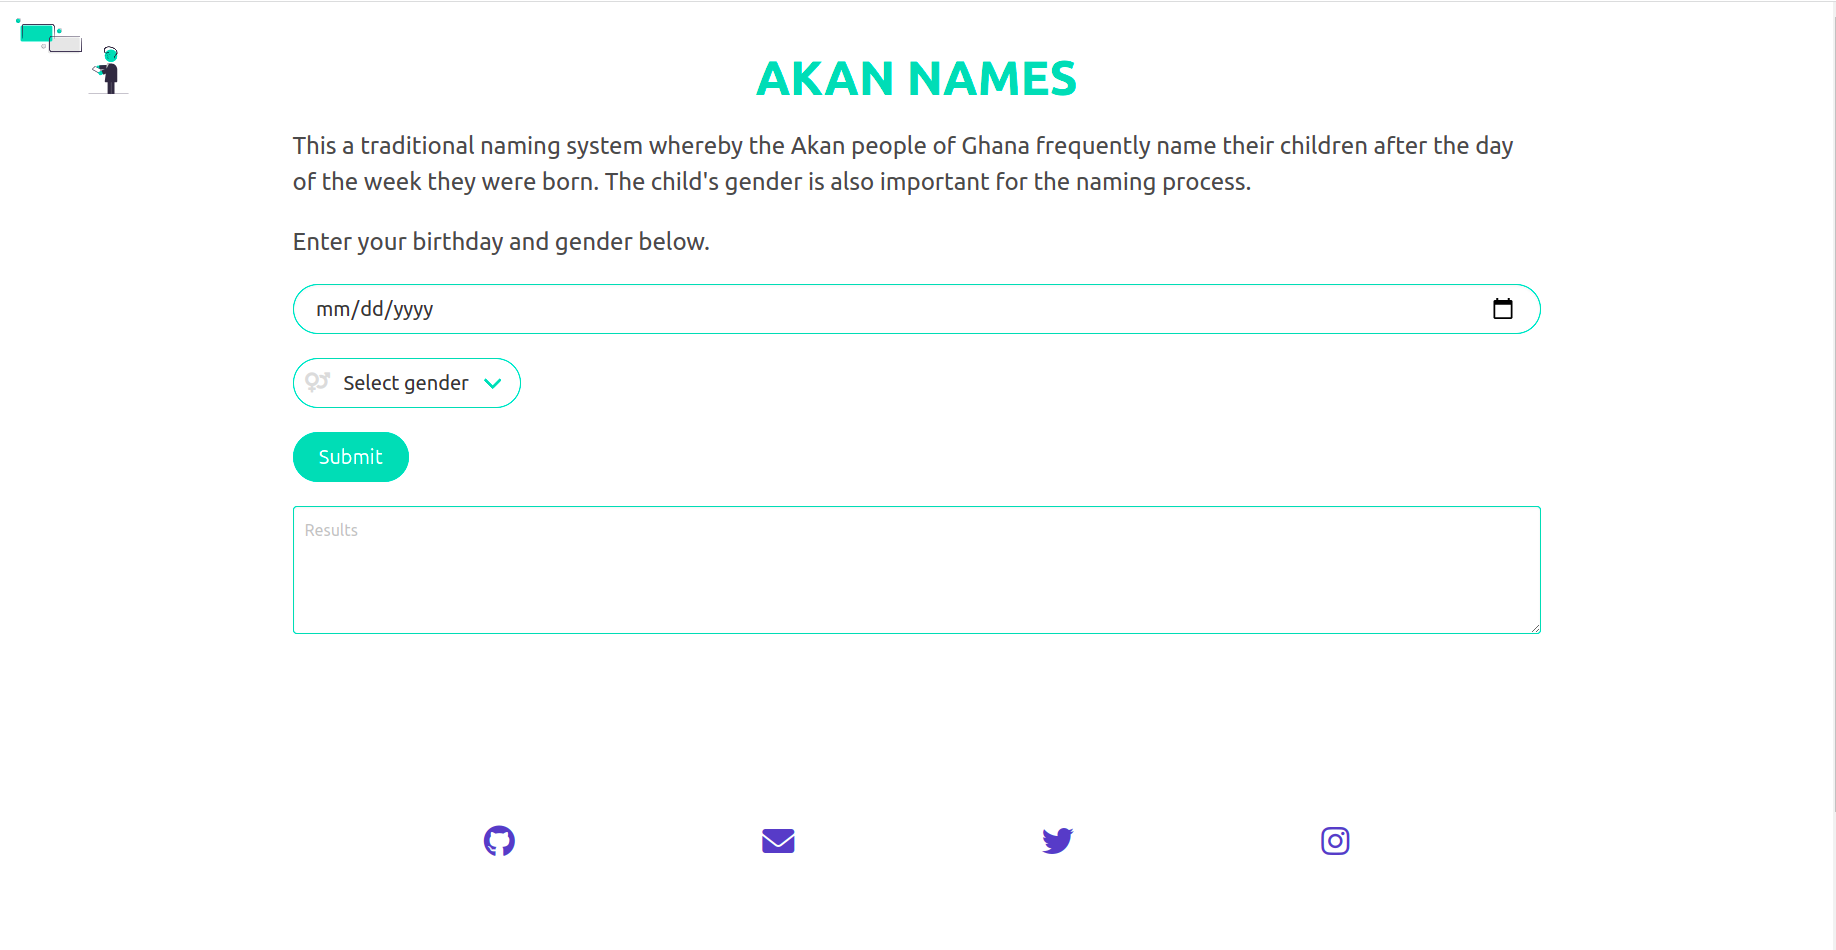 AKAN NAMES
This a traditional naming system whereby the Akan people of Ghana frequently name their children after the day
of the week they were born. The child's gender is also important for the naming process.
Enter your birthday and gender below.
mm/dd/yyyy
Select gender
Submit
Results